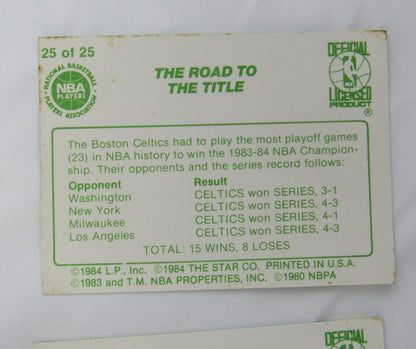 25 of 25
NATIONAL BASKETBALL
NBA
PLAYERS
PLAYERS ASSOCIATION
THE ROAD TO
THE TITLE
OFFICIAL
NBA
LICENSED
PRODUCT
®
The Boston Celtics had to play the most playoff games
(23) in NBA history to win the 1983-84 NBA Champion-
ship. Their opponents and the series record follows:
Opponent Result
Washington CELTICS won SERIES, 3-1
New York CELTICS won SERIES, 4-3
Milwaukee CELTICS won SERIES, 4-1
Los Angeles CELTICS won SERIES, 4-3
TOTAL: 15 WINS, 8 LOSES
©1984 L.P., Inc. ©1984 THE STAR CO. PRINTED IN U.S.A.
©1983 and T.M. NBA PROPERTIES, INC. ©1980 NBPA
OFFICIAL